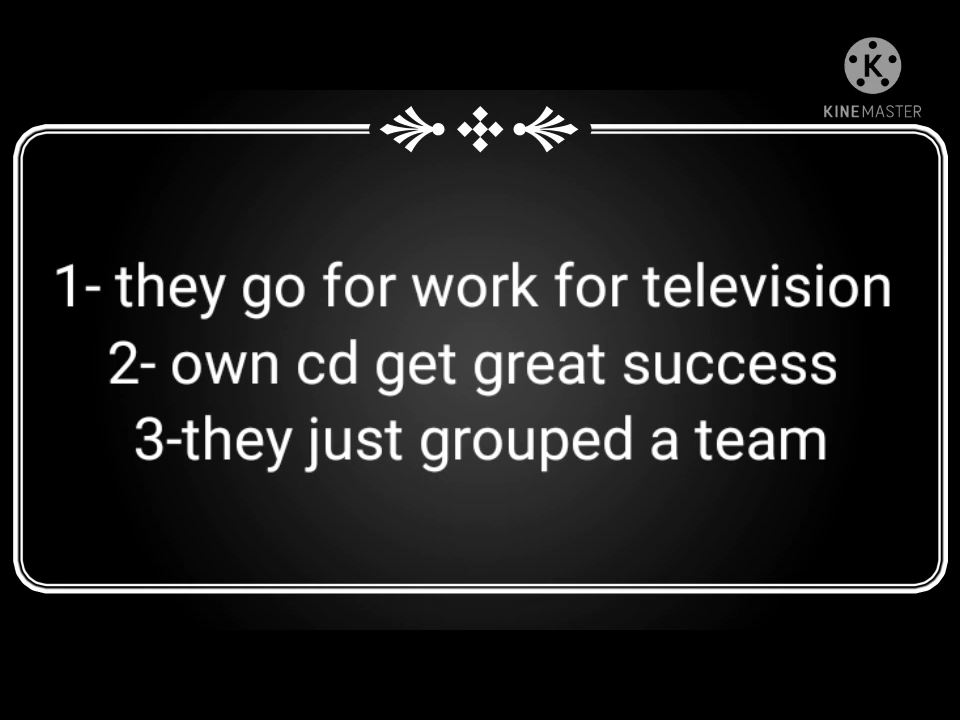 K
KINEMASTER
1- they go for work for television
2- own cd get great success
3-they just grouped a team